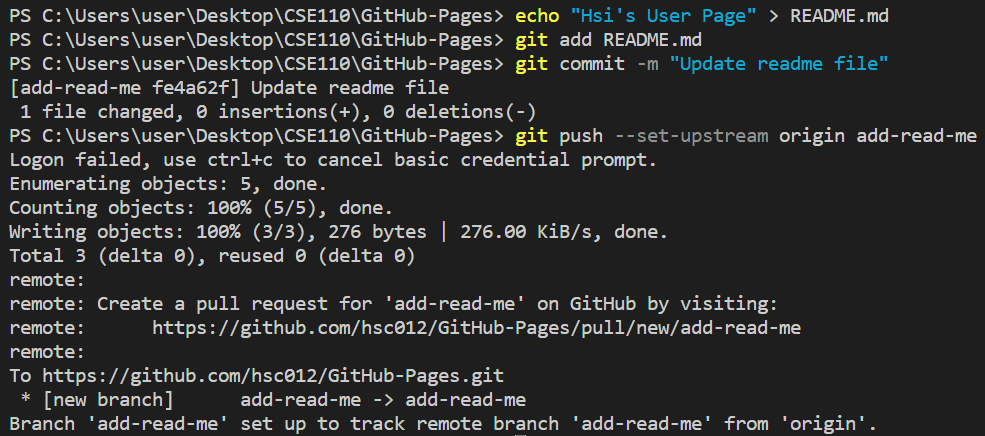 PS C:\Users\user\Desktop\CSE110\GitHub-Pages> echo "Hsi's User Page" > README.md
PS C:\Users\user\Desktop\CSE110\GitHub-Pages> git add README.md
PS C:\Users\user\Desktop\CSE110\GitHub-Pages> git commit -m "Update readme file"
[add-read-me fe4a62f] Update readme file
 1 file changed, 0 insertions(+), 0 deletions(-)
PS C:\Users\user\Desktop\CSE110\GitHub-Pages> git push --set-upstream origin add-read-me
Logon failed, use ctrl+c to cancel basic credential prompt.
Enumerating objects: 5, done.
Counting objects: 100% (5/5), done.
Writing objects: 100% (3/3), 276 bytes | 276.00 KiB/s, done.
Total 3 (delta 0), reused 0 (delta 0)
remote:
remote: Create a pull request for 'add-read-me' on GitHub by visiting:
remote:      https://github.com/hsc012/GitHub-Pages/pull/new/add-read-me
remote:
To https://github.com/hsc012/GitHub-Pages.git
 * [new branch]      add-read-me -> add-read-me
Branch 'add-read-me' set up to track remote branch 'add-read-me' from 'origin'.